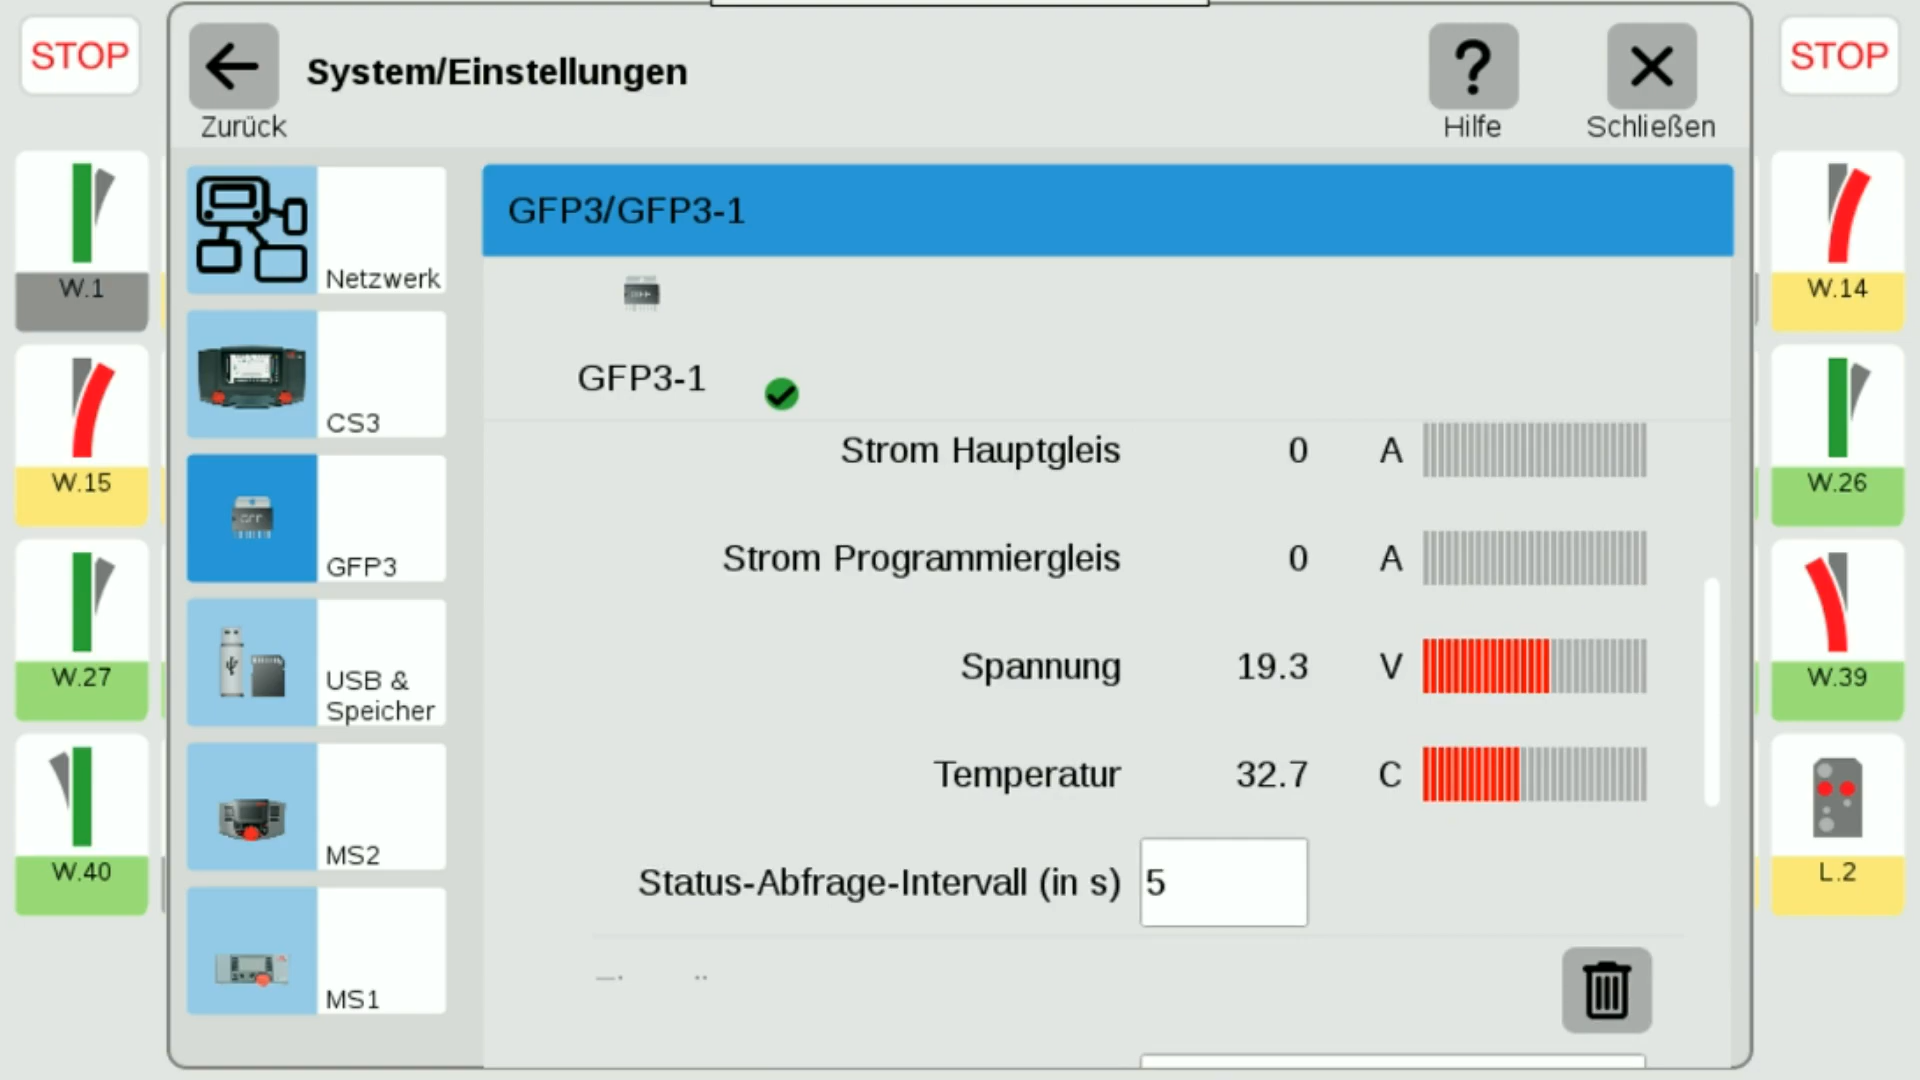 STOP
System/Einstellungen
STOP
Zurück
Hilfe
Schließen
Netzwerk
GFP3/GFP3-1
W.1
W.14
CS3
GFP3-1
Strom Hauptgleis 0 A
W.15
W.26
GFP3
Strom Programmiergleis 0 A
Spannung 19.3 V
W.27
W.39
USB &
Speicher
Temperatur 32.7 C
MS2
W.40
L.2
Status-Abfrage-Intervall (in s) 5
MS1